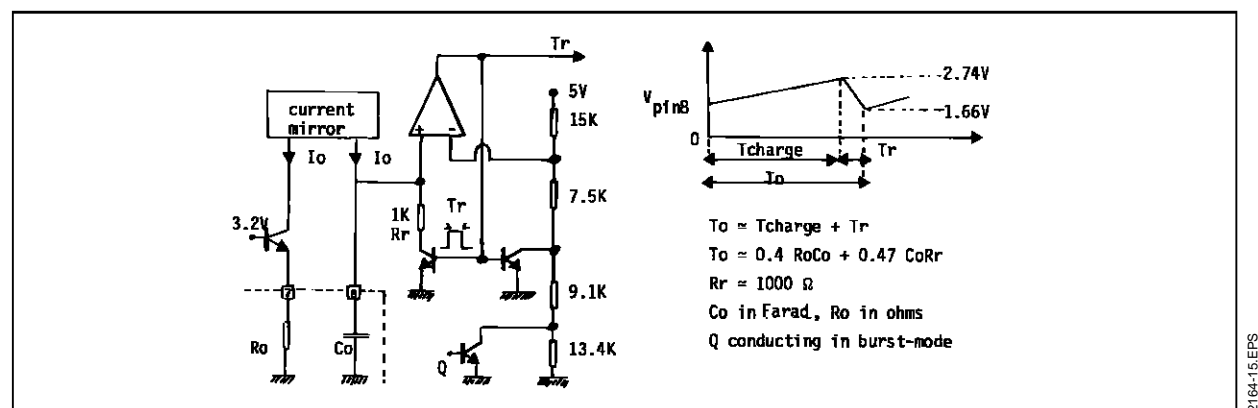 Tr
5V
15K
current
mirror
+ -
Io Io
7.5K
1K
Rr
Tr
3.2V
7 8
9.1K
Ro
Co
13.4K
Q
2.74V
Vpin8
1.66V
0
Tcharge Tr
To
To ≃ Tcharge + Tr
To ≃ 0.4 RoCo + 0.47 CoRr
Rr ≃ 1000 Ω
Co in Farad, Ro in ohms
Q conducting in burst-mode
2164-15.EPS